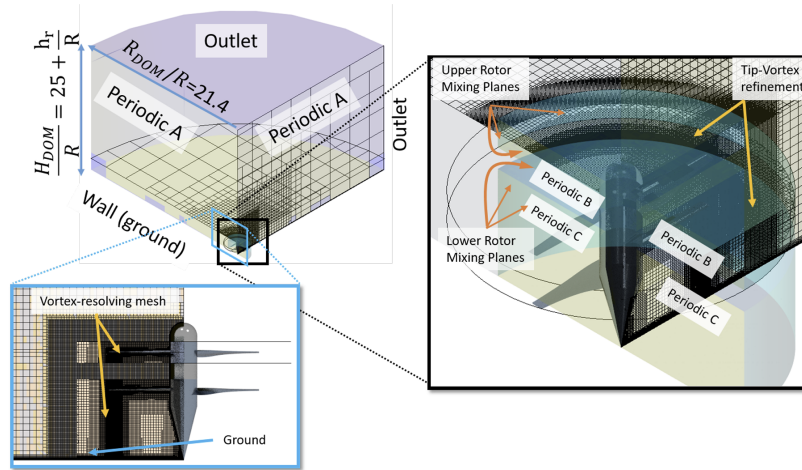 Outlet
R_DOM/R=21.4
H_DOM/R = 25 + h_r/R
Periodic A
Periodic A
Outlet
Wall (ground)
Upper Rotor
Mixing Planes
Tip-Vortex
refinement
Periodic B
Periodic C
Periodic B
Periodic C
Lower Rotor
Mixing Planes
Vortex-resolving mesh
Ground